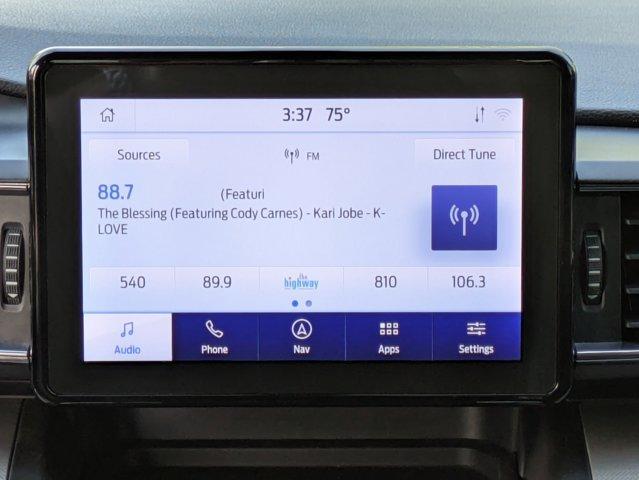 3:37 75°
Sources FM Direct Tune
88.7 (Featuri
The Blessing (Featuring Cody Carnes) - Kari Jobe - K-
LOVE
540 89.9 the highway 810 106.3
Audio Phone Nav Apps Settings